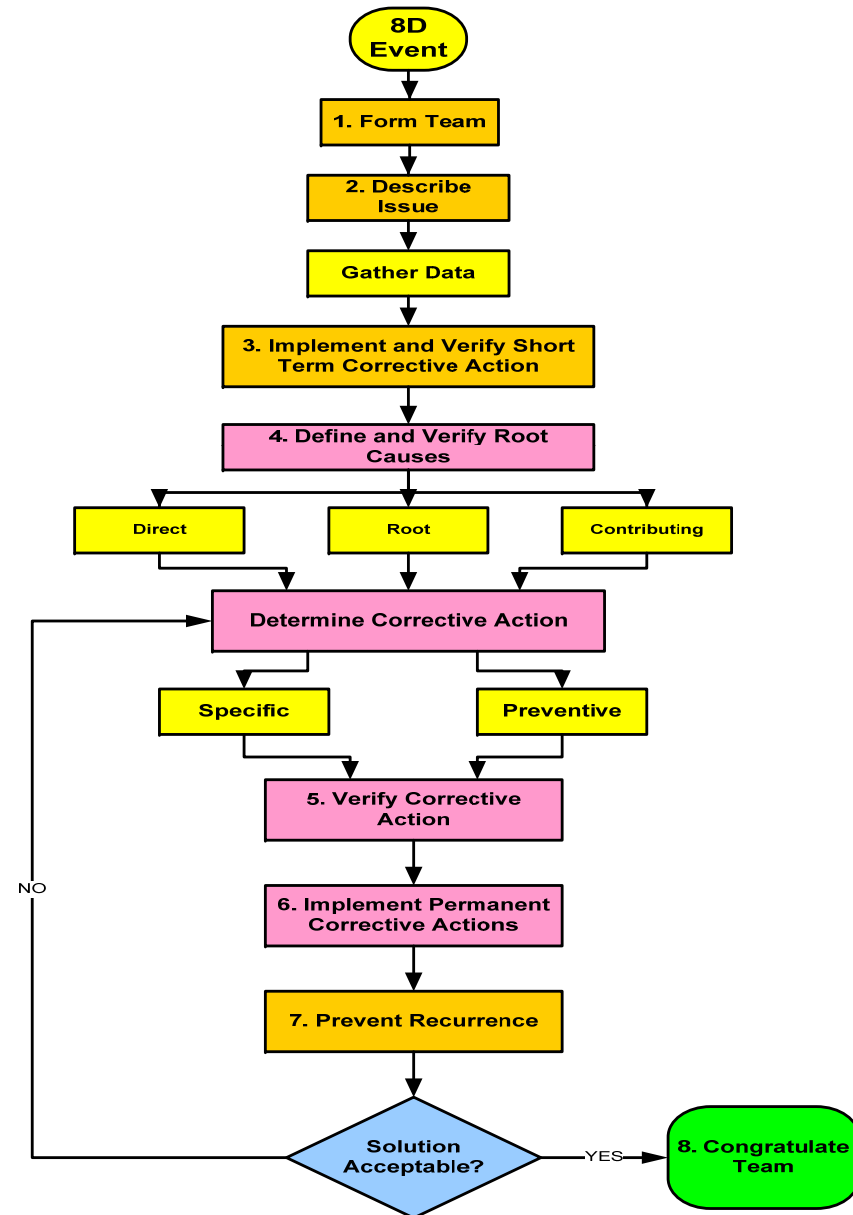 8D
Event
1. Form Team
2. Describe
Issue
Gather Data
3. Implement and Verify Short
Term Corrective Action
4. Define and Verify Root
Causes
Direct
Root
Contributing
Determine Corrective Action
Specific
Preventive
5. Verify Corrective
Action
NO
6. Implement Permanent
Corrective Actions
7. Prevent Recurrence
Solution
Acceptable?
YES
8. Congratulate
Team